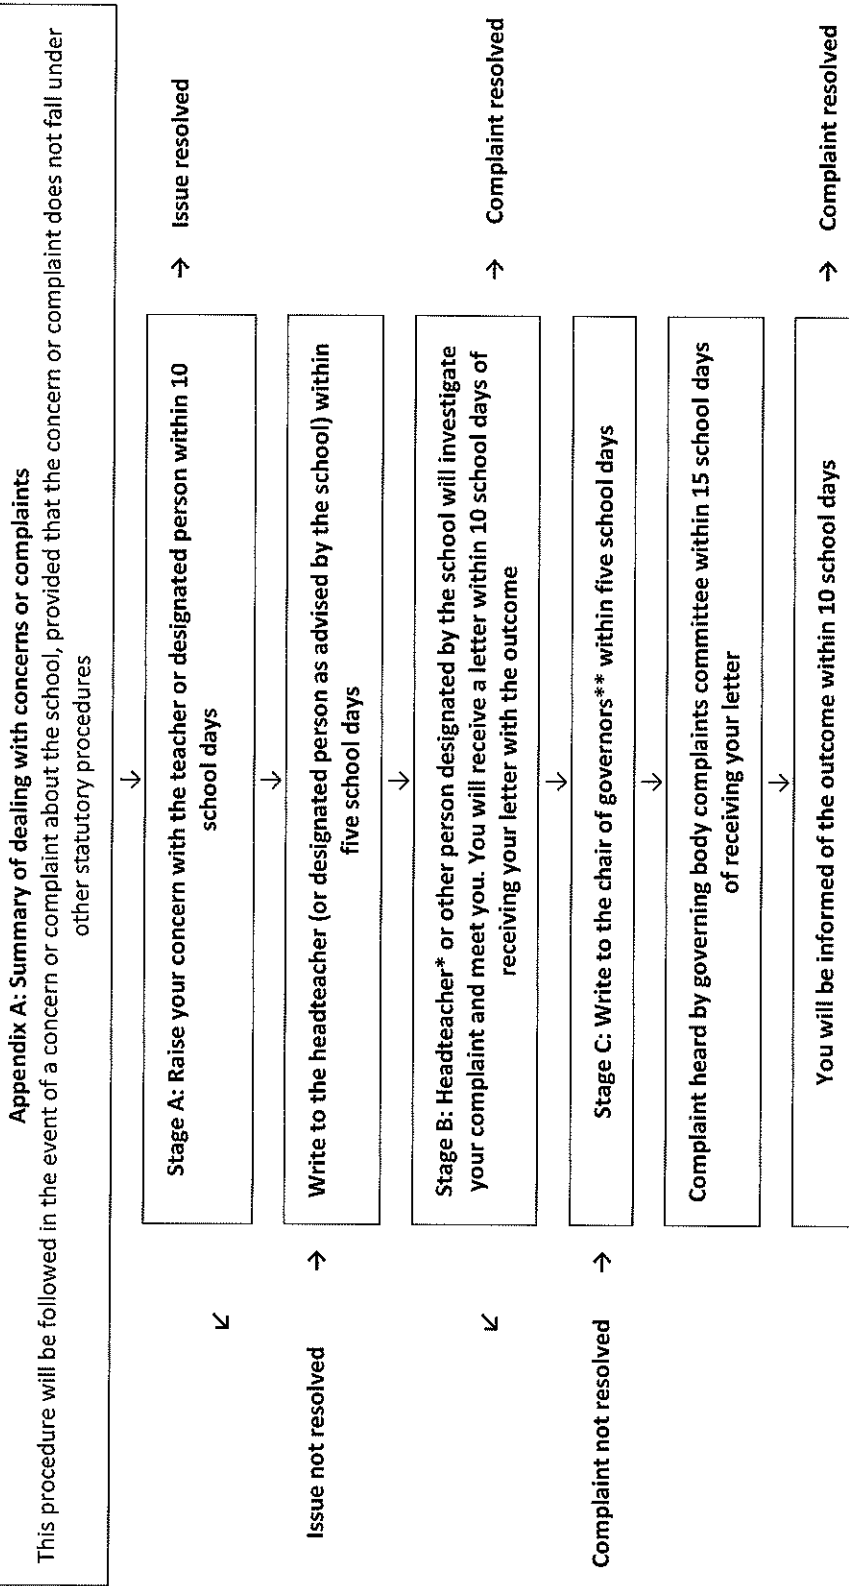 Appendix A: Summary of dealing with concerns or complaints
This procedure will be followed in the event of a concern or complaint about the school, provided that the concern or complaint does not fall under
other statutory procedures
↓
Stage A: Raise your concern with the teacher or designated person within 10
school days
→ Issue resolved
↙
Issue not resolved →
↓
Write to the headteacher (or designated person as advised by the school) within
five school days
↓
Stage B: Headteacher* or other person designated by the school will investigate
your complaint and meet you. You will receive a letter within 10 school days of
receiving your letter with the outcome
→ Complaint resolved
↙
Complaint not resolved →
↓
Stage C: Write to the chair of governors** within five school days
↓
Complaint heard by governing body complaints committee within 15 school days
of receiving your letter
↓
You will be informed of the outcome within 10 school days
→ Complaint resolved